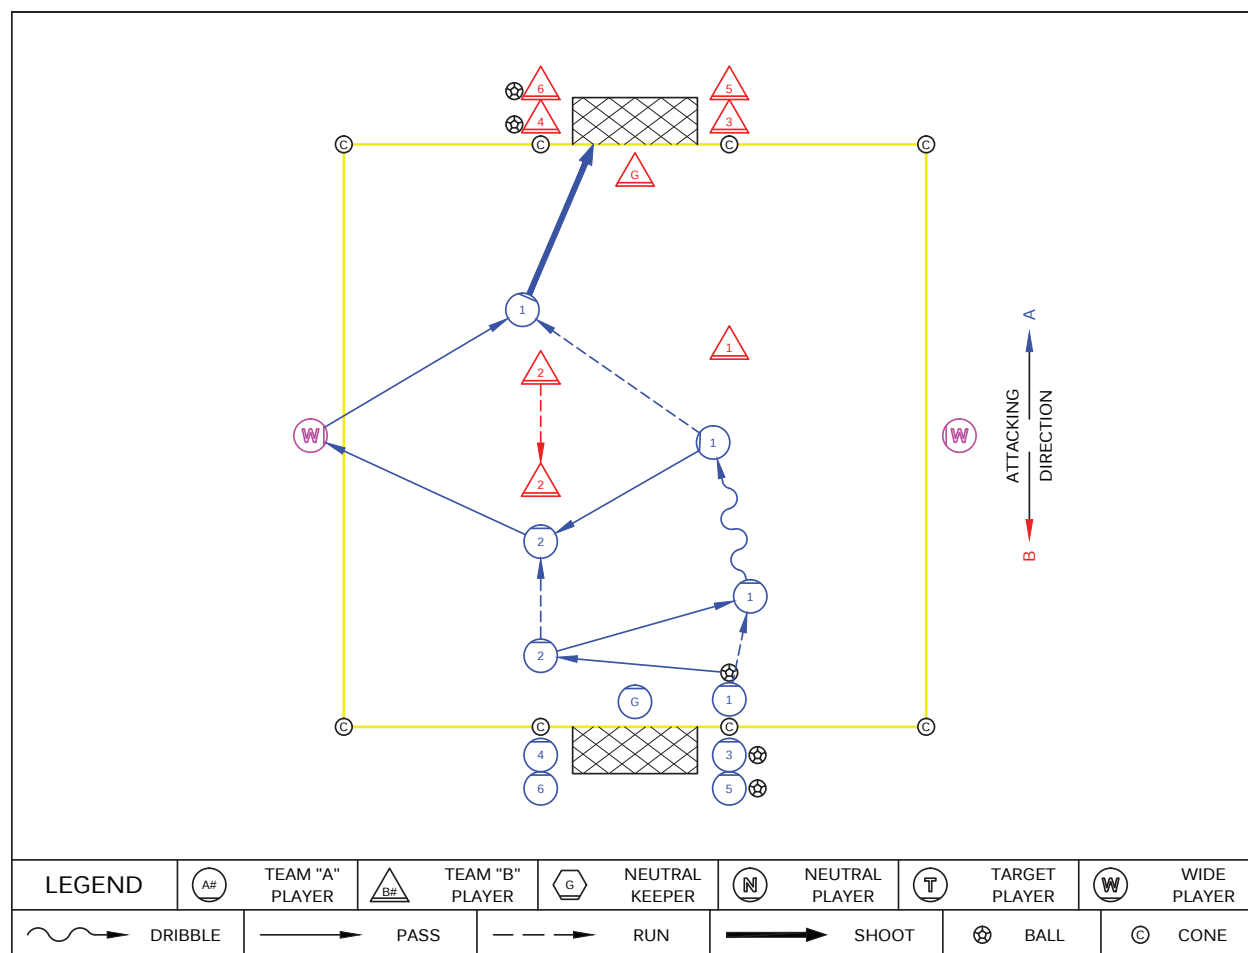 6
5
4
3
C
C
C
C
G
1
A
1
2
W
1
W
ATTACKING
DIRECTION
2
2
B
1
2
G
1
C
C
C
C
4
3
6
5
LEGEND
A#
TEAM "A"
PLAYER
B#
TEAM "B"
PLAYER
G
NEUTRAL
KEEPER
N
NEUTRAL
PLAYER
T
TARGET
PLAYER
W
WIDE
PLAYER
DRIBBLE
PASS
RUN
SHOOT
BALL
C
CONE